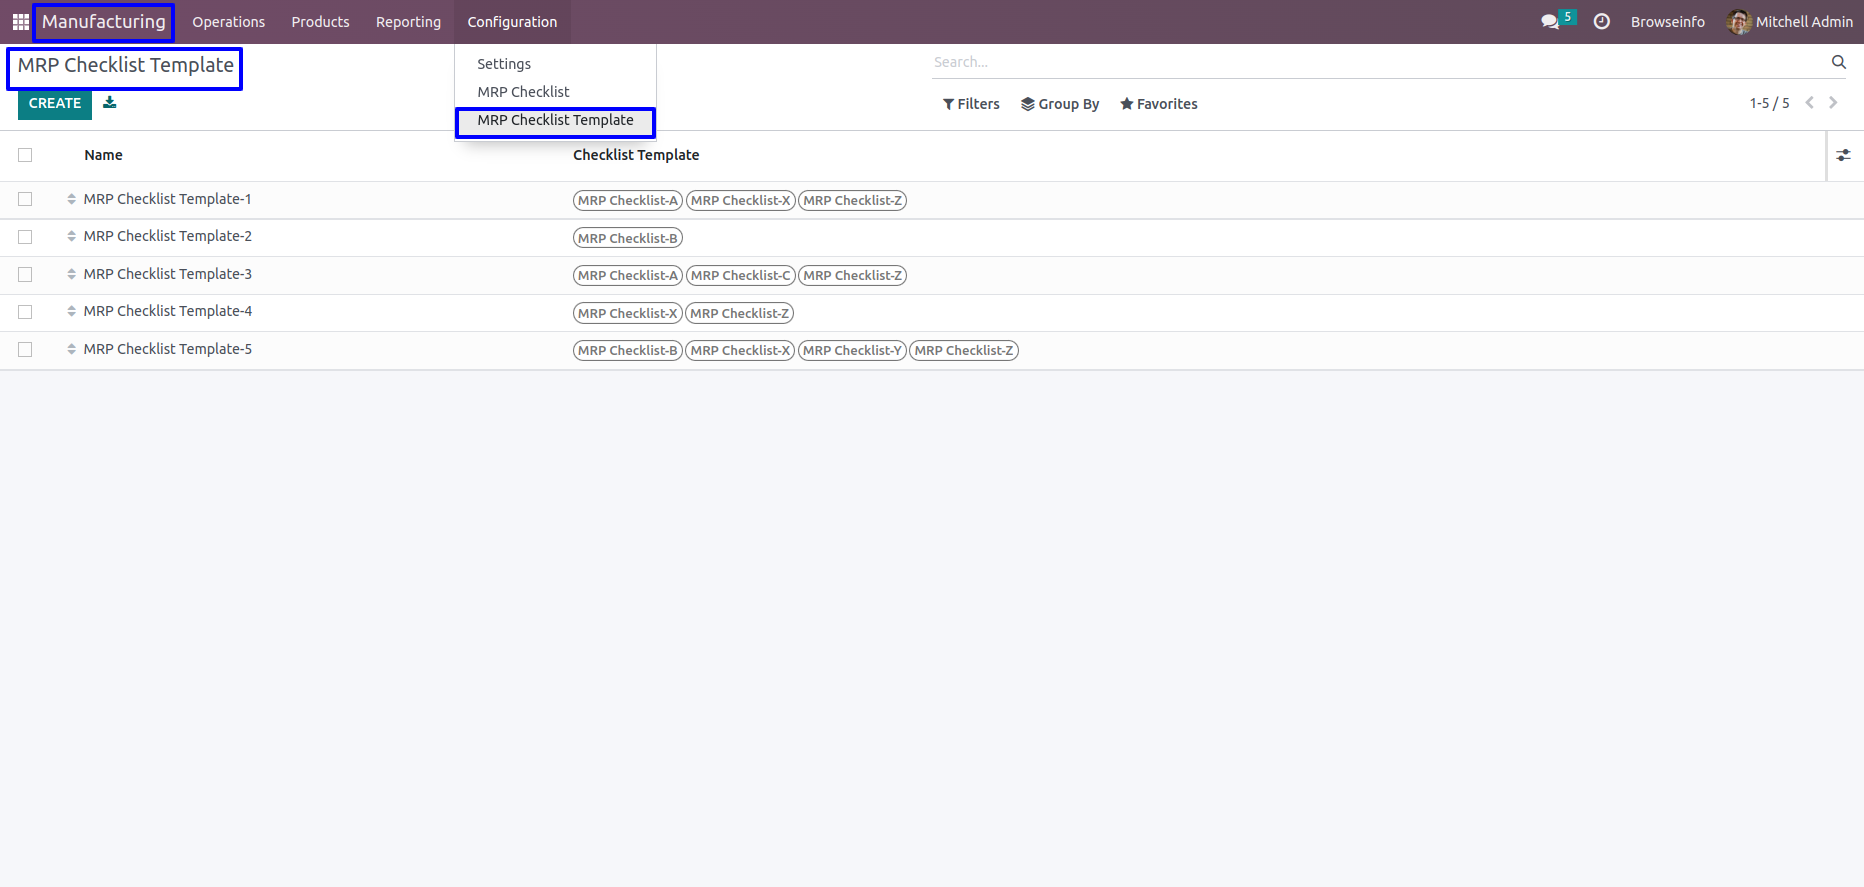 Manufacturing Operations Products Reporting Configuration 5 Browseinfo Mitchell Admin
MRP Checklist Template
Settings
MRP Checklist
MRP Checklist Template
Search...
CREATE
Filters Group By Favorites 1-5 / 5
Name Checklist Template
MRP Checklist Template-1 MRP Checklist-A MRP Checklist-X MRP Checklist-Z
MRP Checklist Template-2 MRP Checklist-B
MRP Checklist Template-3 MRP Checklist-A MRP Checklist-C MRP Checklist-Z
MRP Checklist Template-4 MRP Checklist-X MRP Checklist-Z
MRP Checklist Template-5 MRP Checklist-B MRP Checklist-X MRP Checklist-Y MRP Checklist-Z